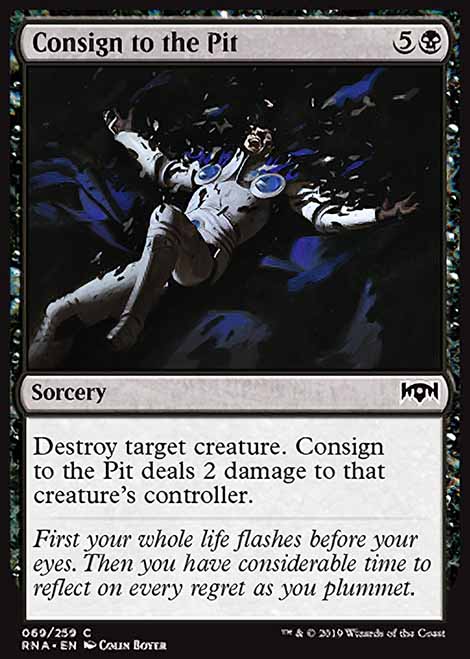 Consign to the Pit 5
Sorcery
Destroy target creature. Consign
to the Pit deals 2 damage to that
creature's controller.
First your whole life flashes before your
eyes. Then you have considerable time to
reflect on every regret as you plummet.
069/259 C
RNA • EN Colin Boyer
™ & © 2019 Wizards of the Coast